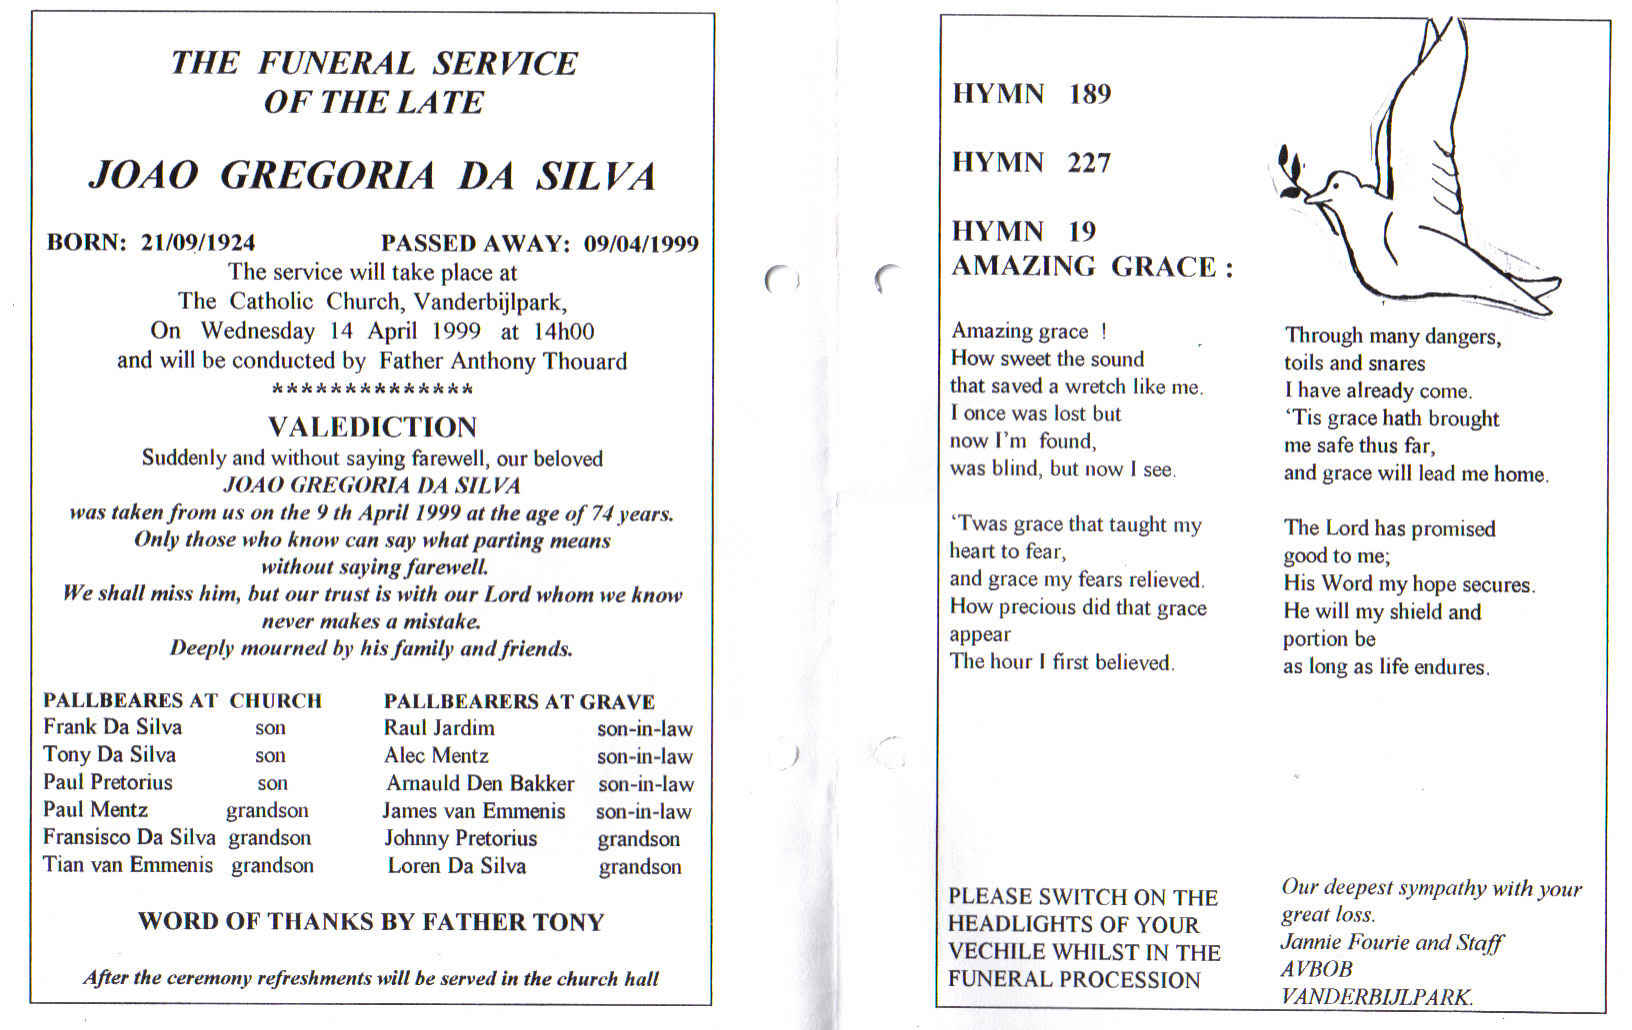 THE FUNERAL SERVICE
OF THE LATE
JOAO GREGORIA DA SILVA
BORN: 21/09/1924 PASSED AWAY: 09/04/1999
The service will take place at
The Catholic Church, Vanderbijlpark,
On Wednesday 14 April 1999 at 14h00
and will be conducted by Father Anthony Thouard
**************
VALEDICTION
Suddenly and without saying farewell, our beloved
JOAO GREGORIA DA SILVA
was taken from us on the 9 th April 1999 at the age of 74 years.
Only those who know can say what parting means
without saying farewell.
We shall miss him, but our trust is with our Lord whom we know
never makes a mistake.
Deeply mourned by his family and friends.
PALLBEARES AT CHURCH
Frank Da Silva son
Tony Da Silva son
Paul Pretorius son
Paul Mentz grandson
Fransisco Da Silva grandson
Tian van Emmenis grandson
PALLBEARERS AT GRAVE
Raul Jardim son-in-law
Alec Mentz son-in-law
Arnauld Den Bakker son-in-law
James van Emmenis son-in-law
Johnny Pretorius grandson
Loren Da Silva grandson
WORD OF THANKS BY FATHER TONY
After the ceremony refreshments will be served in the church hall
HYMN 189
HYMN 227
HYMN 19
AMAZING GRACE :
Amazing grace !
How sweet the sound
that saved a wretch like me.
I once was lost but
now I'm found,
was blind, but now I see.
'Twas grace that taught my
heart to fear,
and grace my fears relieved.
How precious did that grace
appear
The hour I first believed.
Through many dangers,
toils and snares
I have already come.
'Tis grace hath brought
me safe thus far,
and grace will lead me home.
The Lord has promised
good to me;
His Word my hope secures.
He will my shield and
portion be
as long as life endures.
PLEASE SWITCH ON THE
HEADLIGHTS OF YOUR
VECHILE WHILST IN THE
FUNERAL PROCESSION
Our deepest sympathy with your
great loss.
Jannie Fourie and Staff
AVBOB
VANDERBIJLPARK.